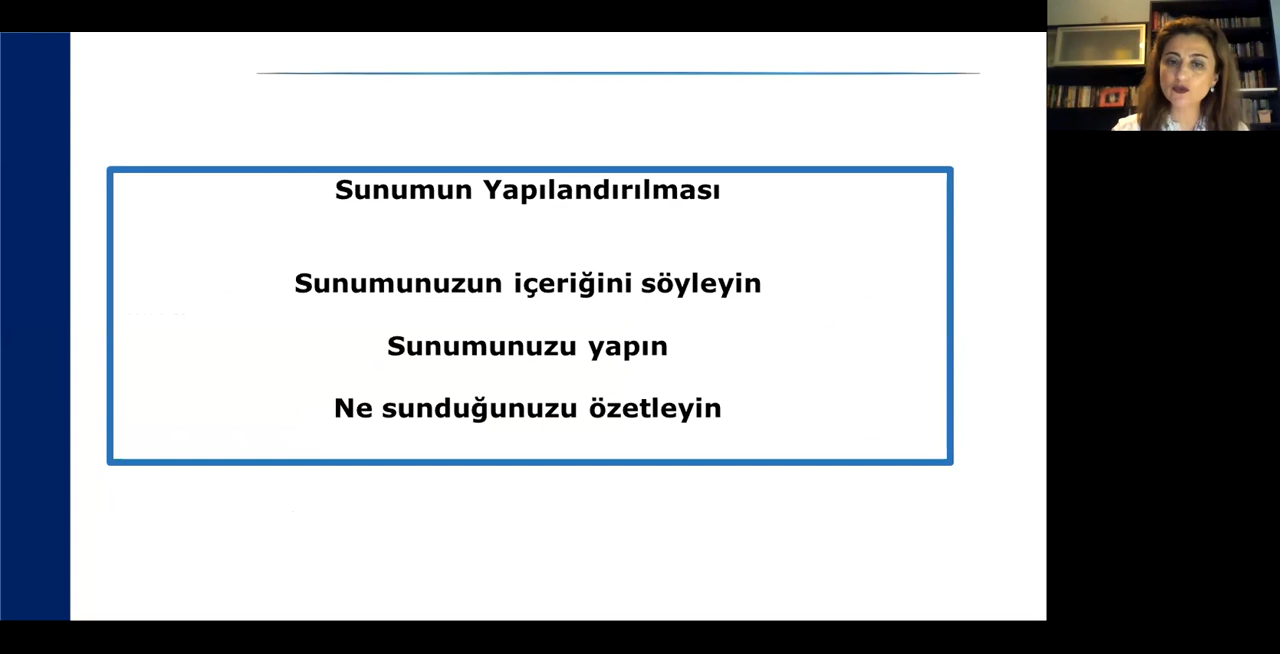 Sunumun Yapılandırılması
Sunumunuzun içeriğini söyleyin
Sunumunuzu yapın
Ne sunduğunuzu özetleyin